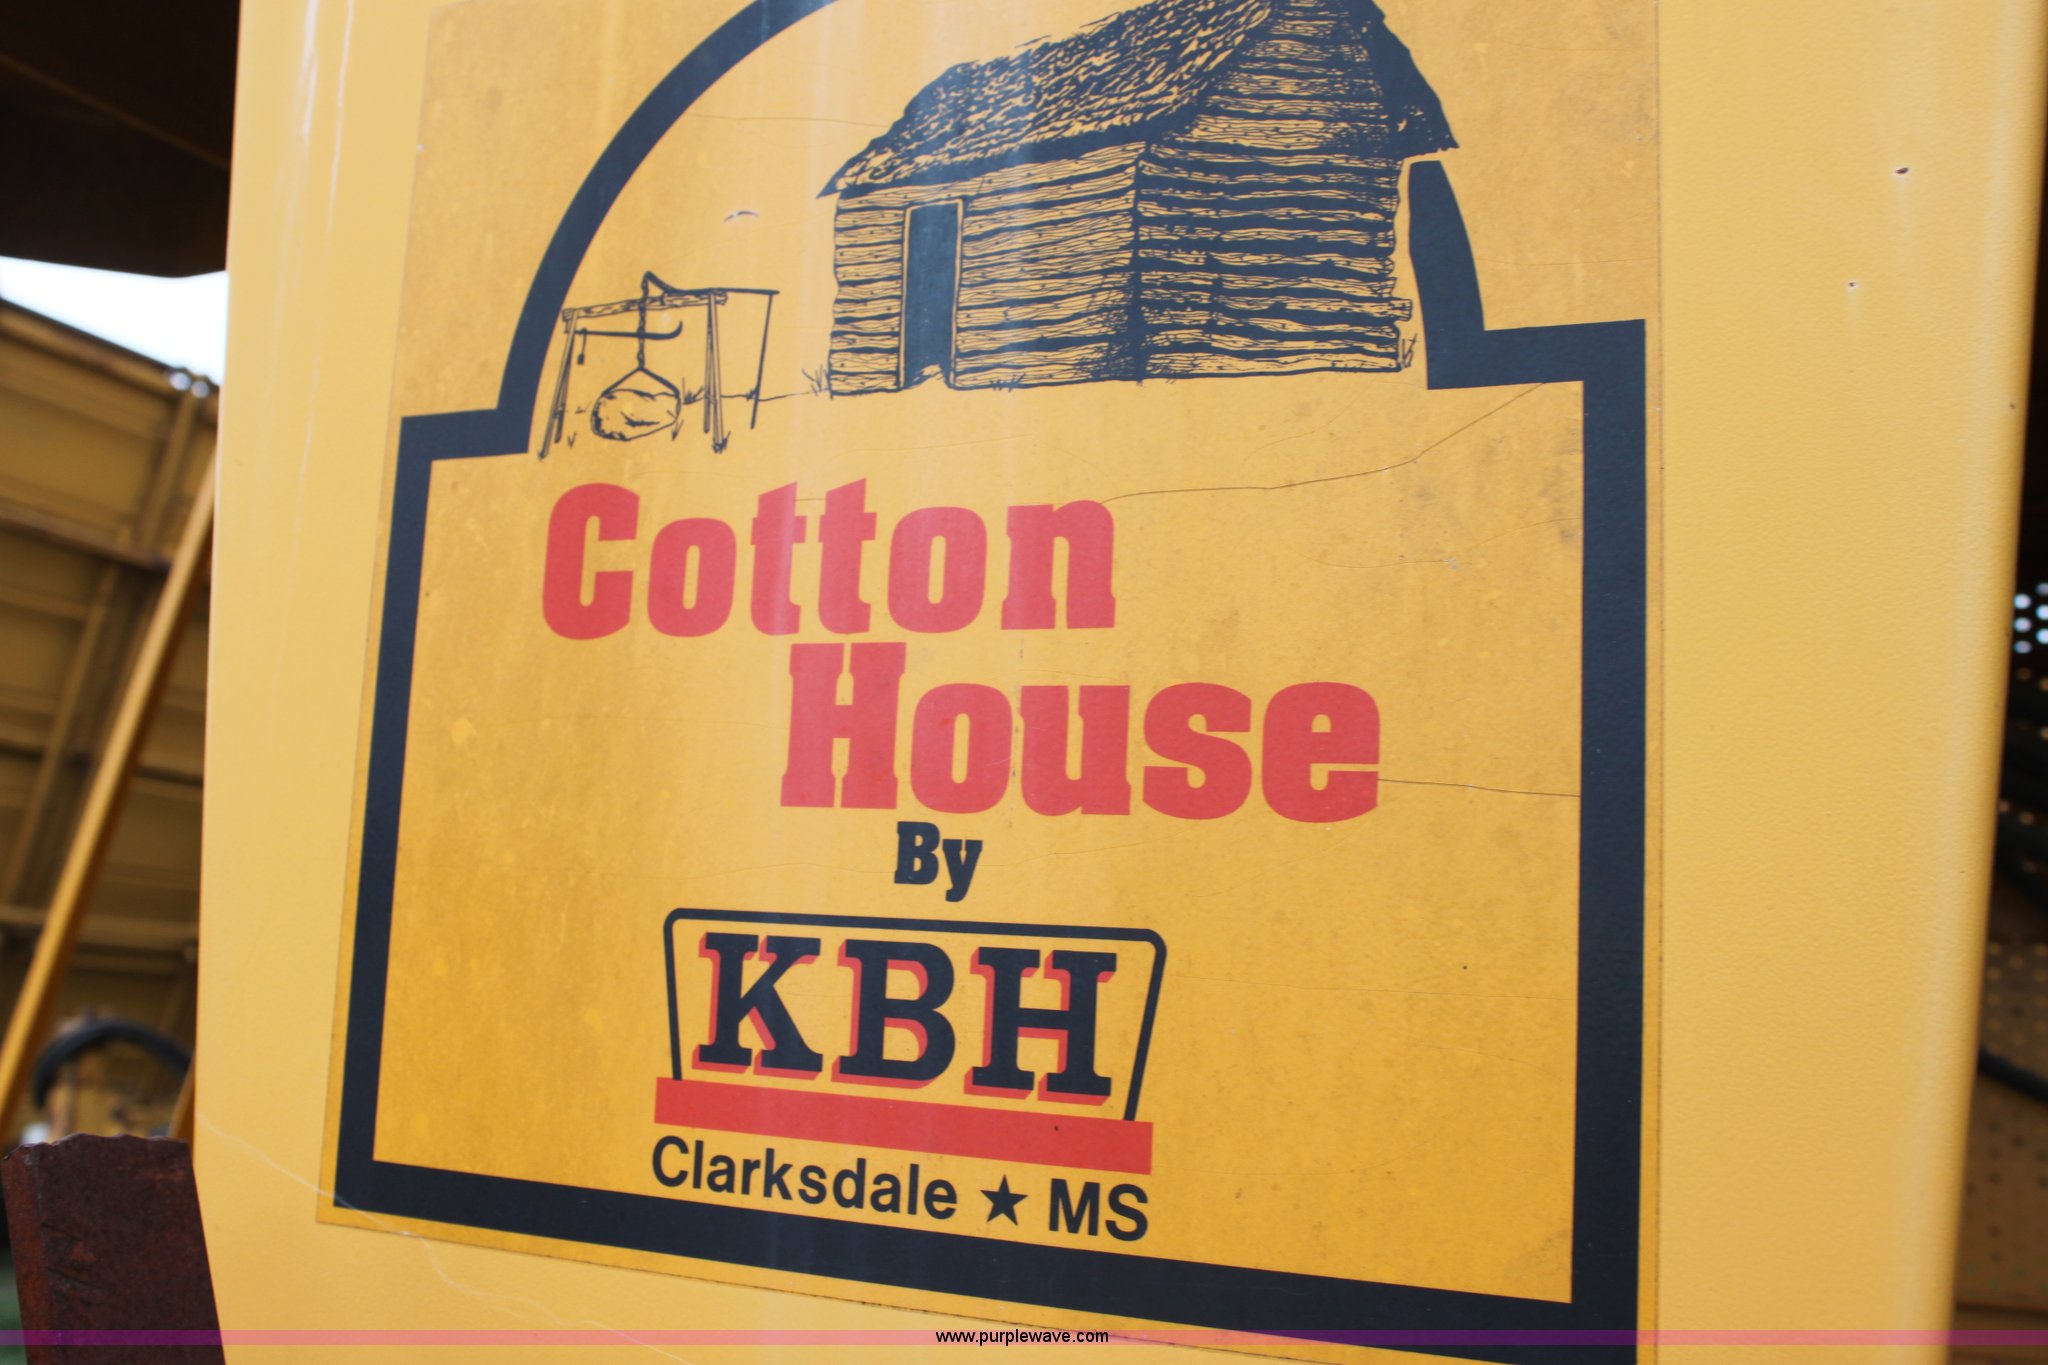 Cotton
House
By
KBH
Clarksdale ★ MS
www.purplewave.com